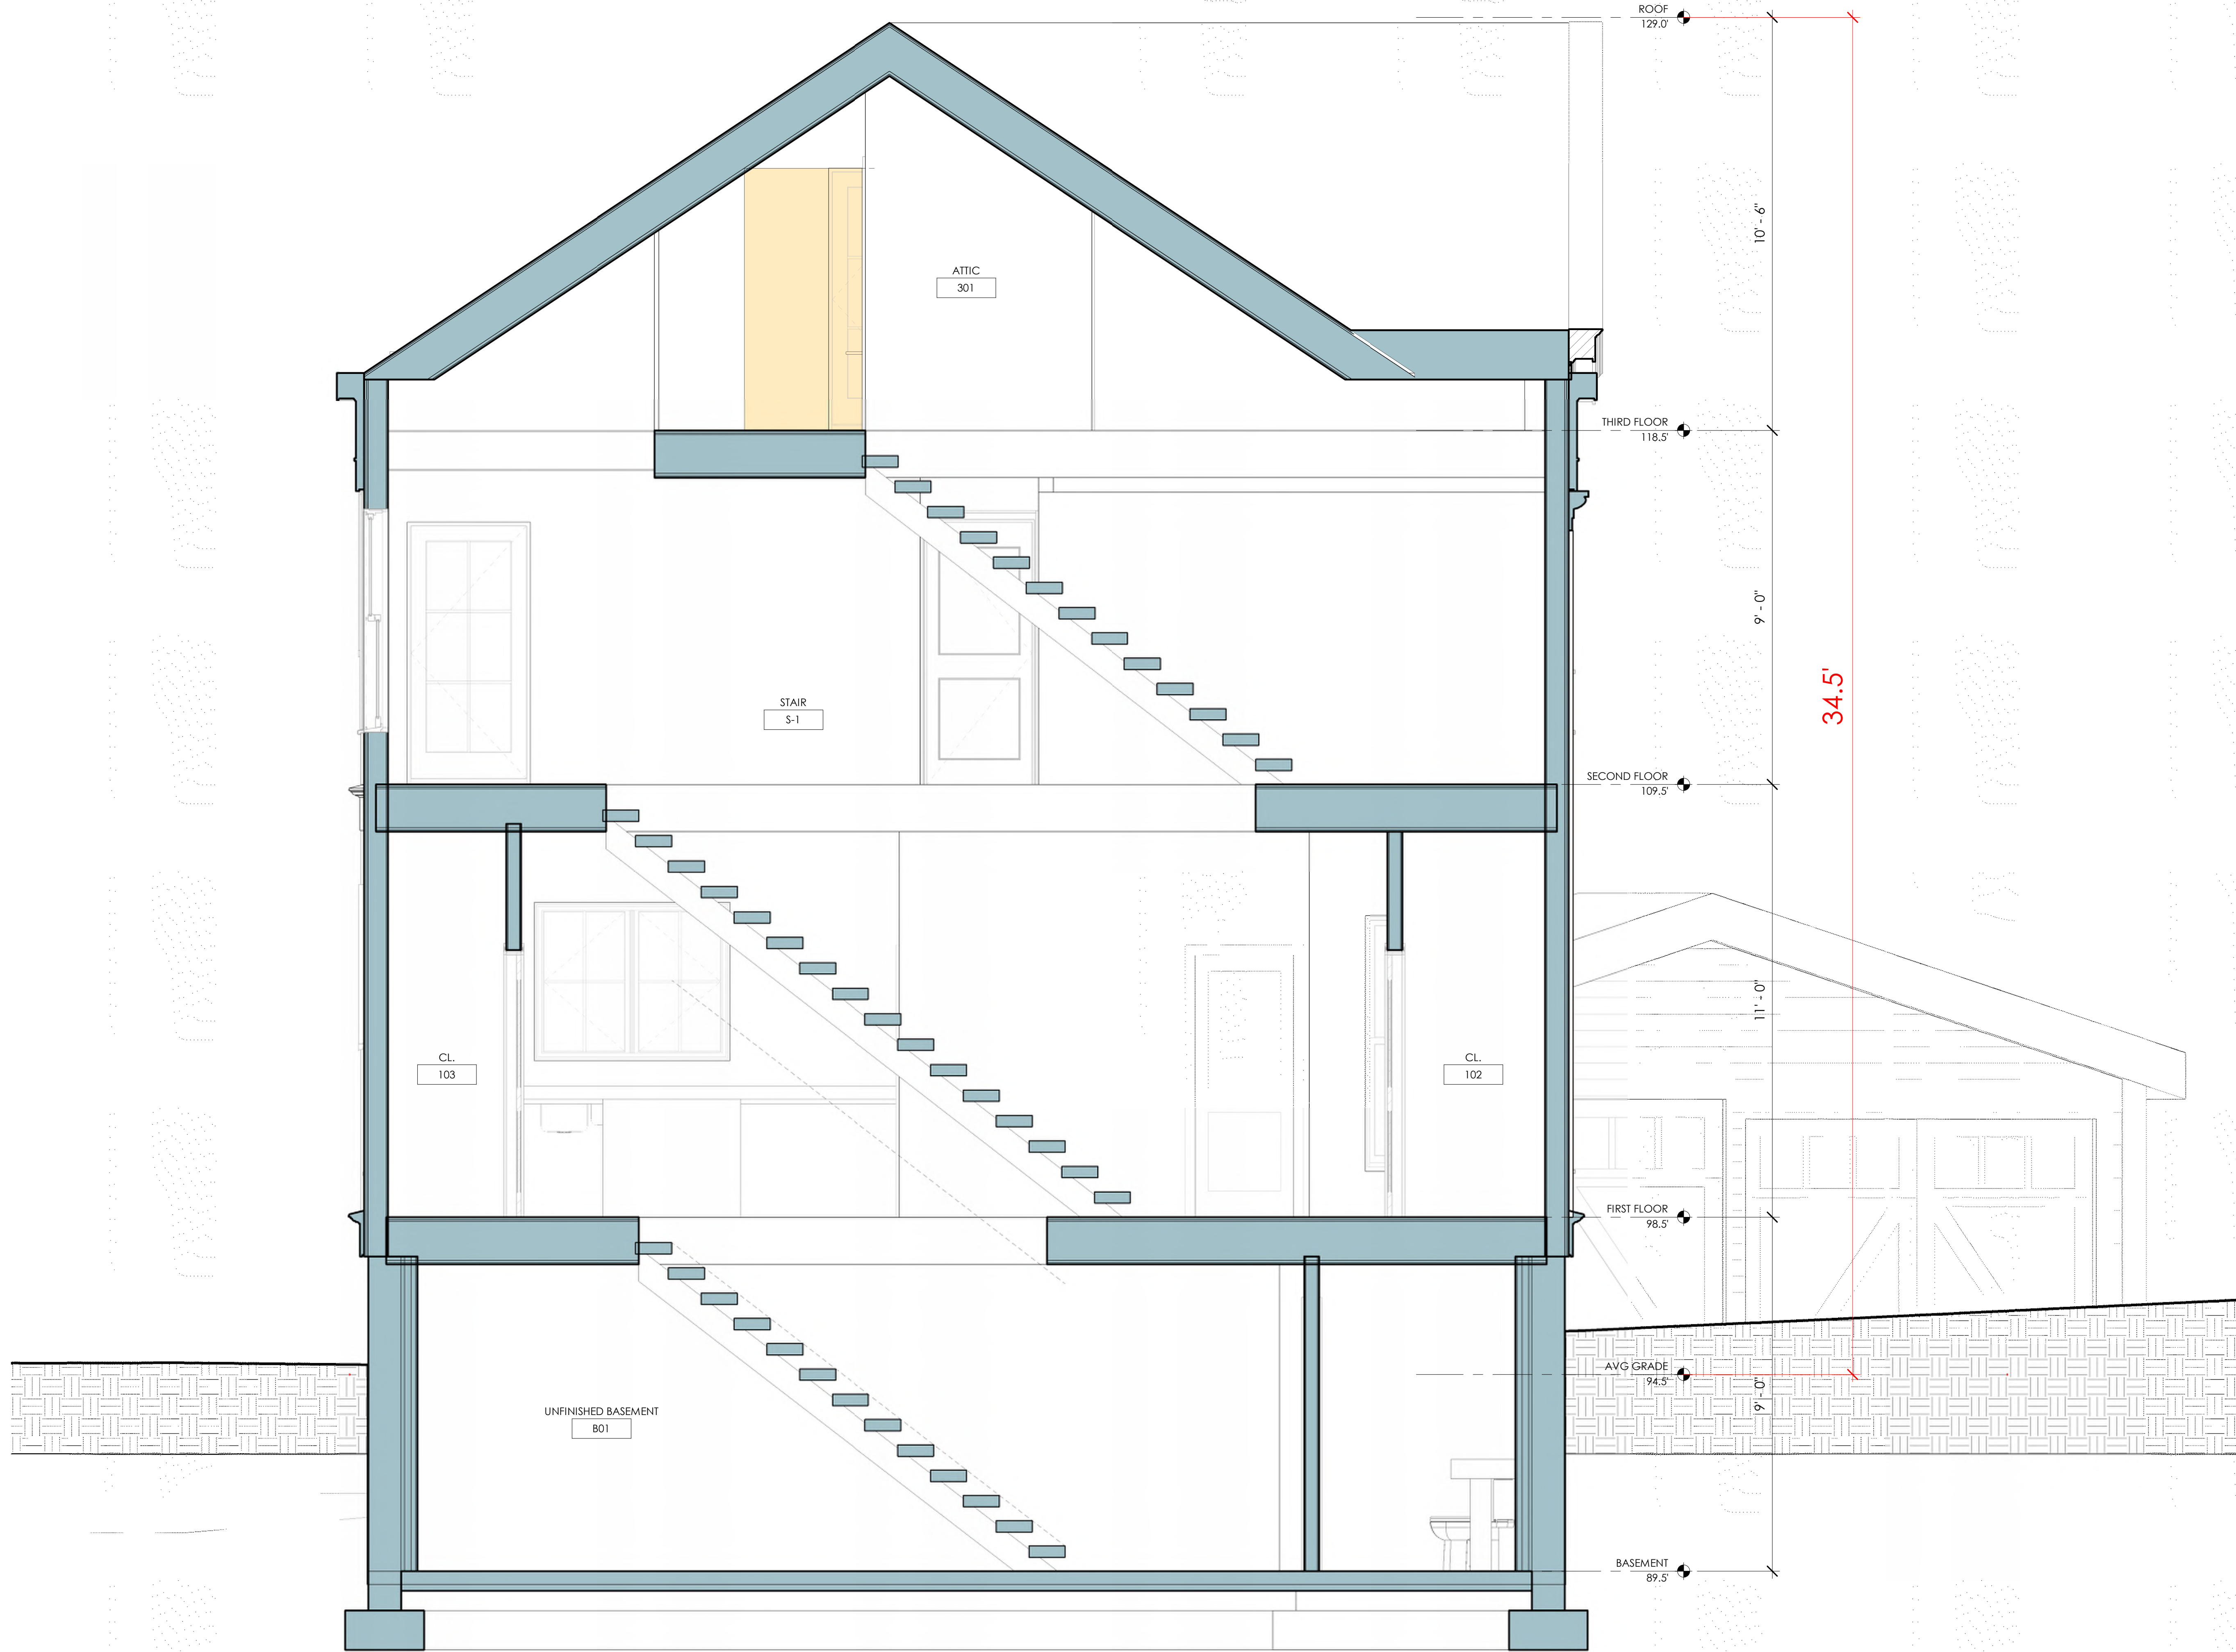 ROOF
129.0'
10' - 6"
ATTIC
301
THIRD FLOOR
118.5'
9' - 0"
34.5'
STAIR
S-1
SECOND FLOOR
109.5'
11' - 0"
CL.
103
CL.
102
FIRST FLOOR
98.5'
AVG GRADE
94.5'
9' - 0"
UNFINISHED BASEMENT
B01
BASEMENT
89.5'